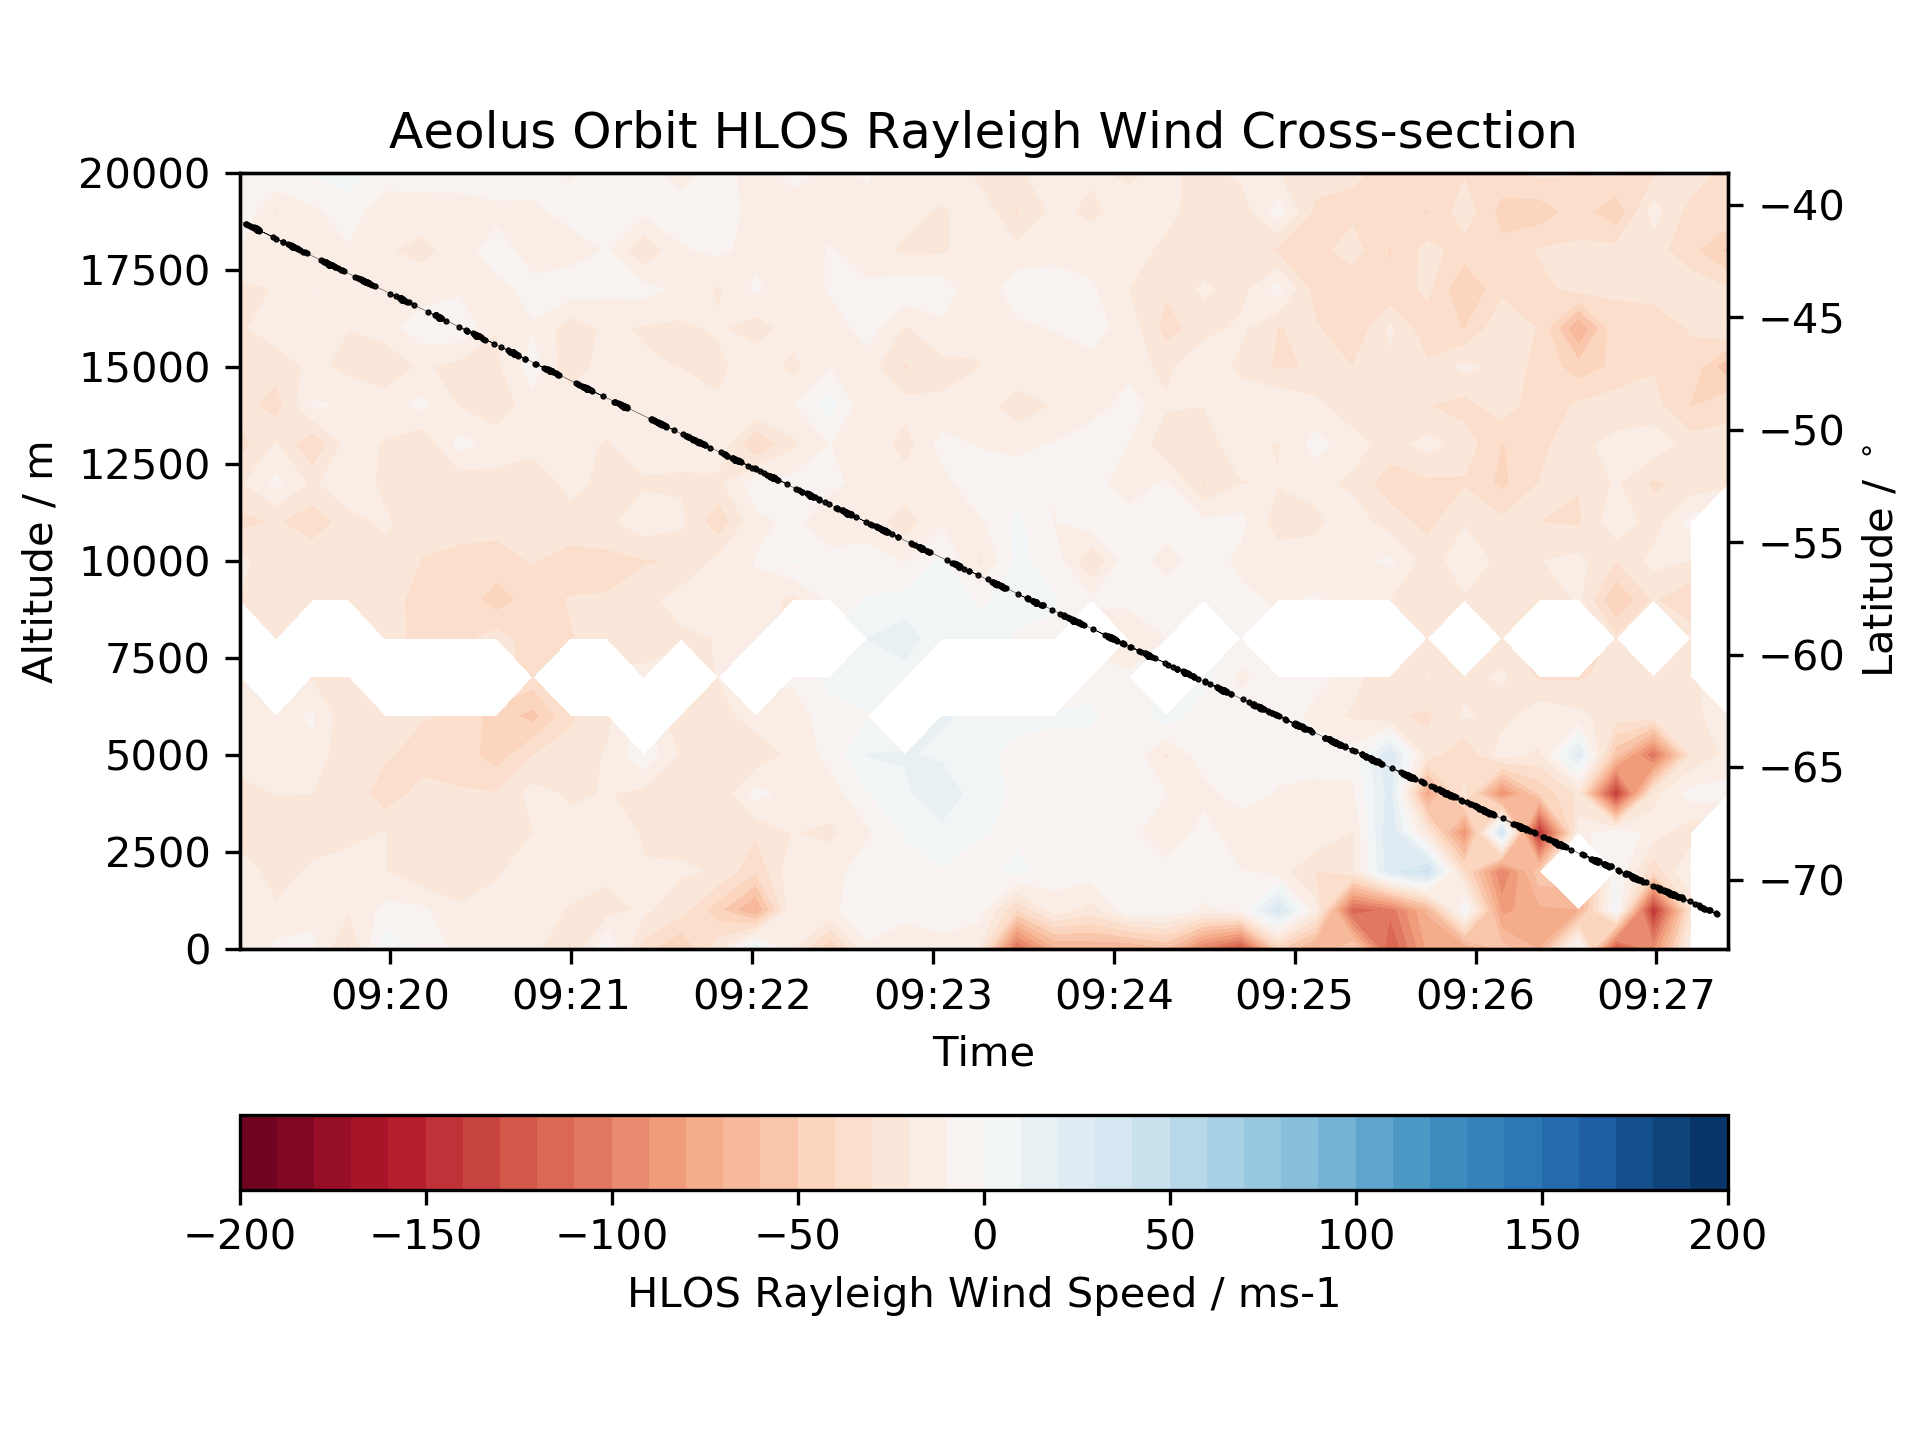 Aeolus Orbit HLOS Rayleigh Wind Cross-section
20000
17500
15000
12500
10000
7500
5000
2500
0
Altitude / m
−40
−45
−50
−55
−60
−65
−70
Latitude / °
09:20 09:21 09:22 09:23 09:24 09:25 09:26 09:27
Time
−200 −150 −100 −50 0 50 100 150 200
HLOS Rayleigh Wind Speed / ms-1